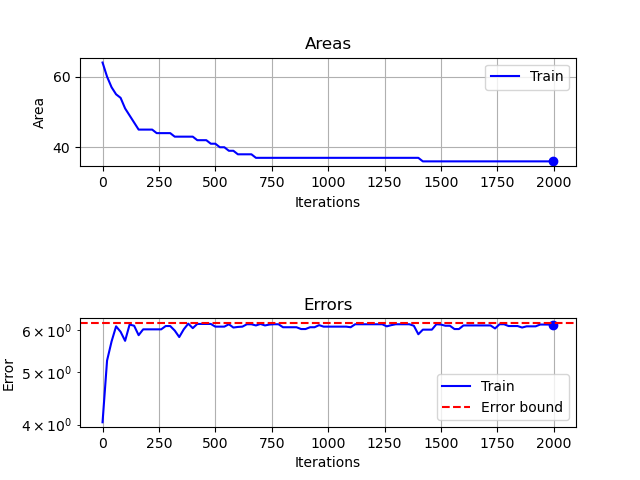 Areas
60
40
Area
Train
0 250 500 750 1000 1250 1500 1750 2000
Iterations
Errors
6 × 10⁰
5 × 10⁰
4 × 10⁰
Error
Train
Error bound
0 250 500 750 1000 1250 1500 1750 2000
Iterations